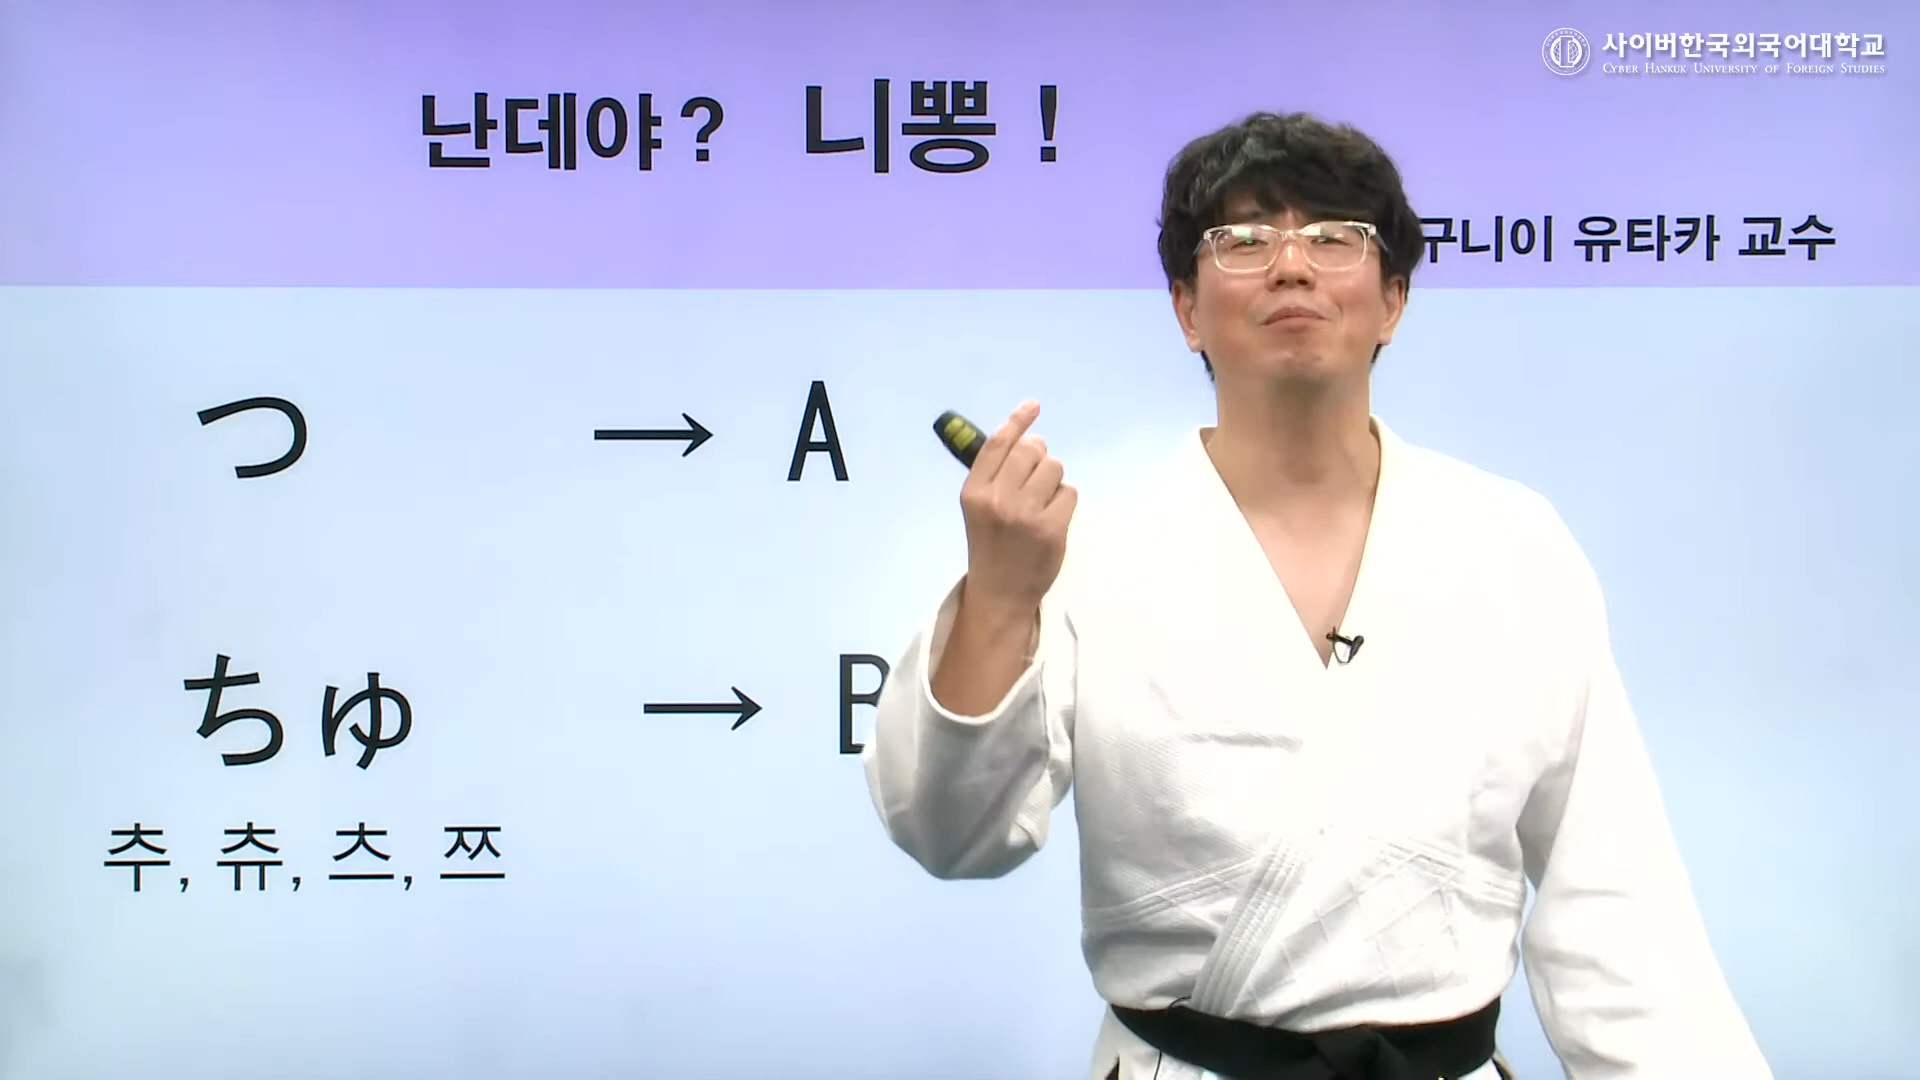 사이버한국외국어대학교
CYBER HANKUK UNIVERSITY OF FOREIGN STUDIES
난데야? 니뽕!
구니이 유타카 교수
つ → A
ちゅ → B
추, 츄, 츠, 쯔